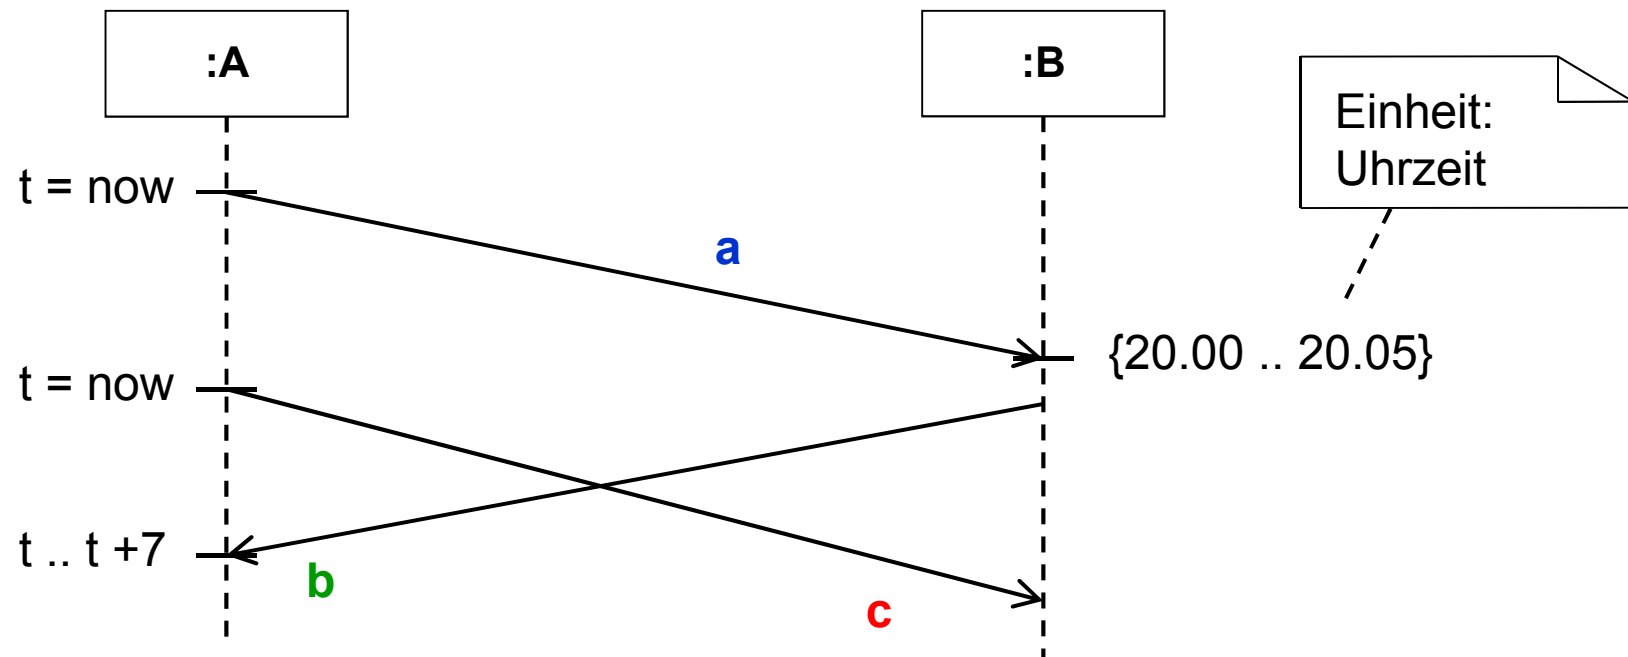 :A
:B
Einheit:
Uhrzeit
t = now
a
{20.00 .. 20.05}
t = now
t .. t +7
b
c